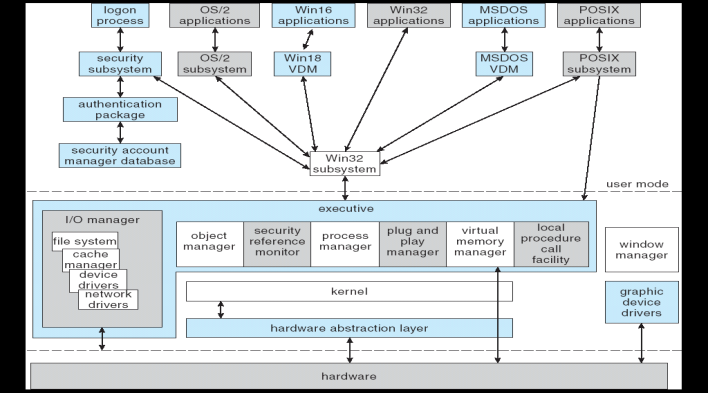 logon
process
OS/2
applications
Win16
applications
Win32
applications
MSDOS
applications
POSIX
applications
security
subsystem
OS/2
subsystem
Win18
VDM
MSDOS
VDM
POSIX
subsystem
authentication
package
security account
manager database
Win32
subsystem
user mode
executive
I/O manager
file system
cache
manager
device
drivers
network
drivers
object
manager
security
reference
monitor
process
manager
plug and
play
manager
virtual
memory
manager
local
procedure
call
facility
window
manager
kernel
graphic
device
drivers
hardware abstraction layer
hardware